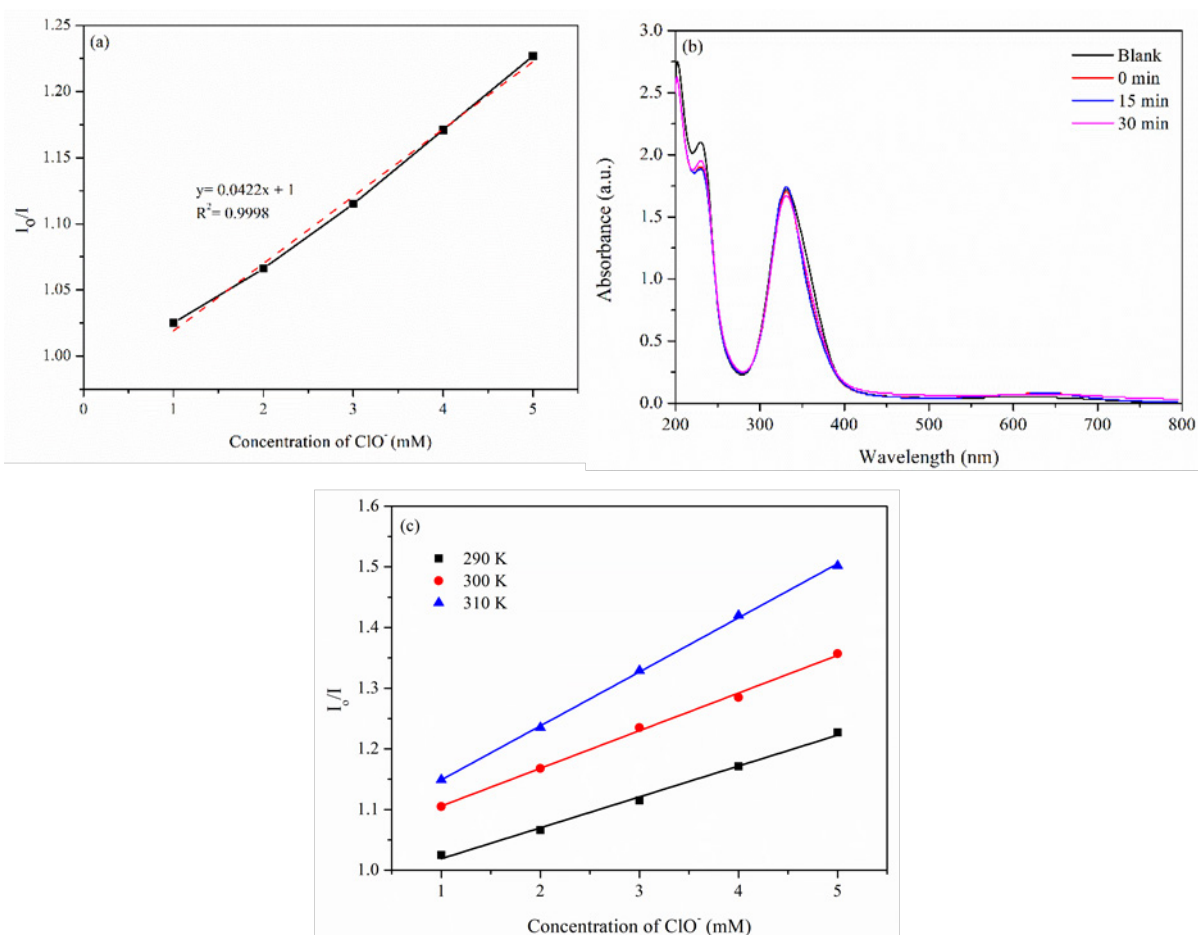 (a)
1.25
1.20
1.15
1.10
1.05
1.00
I₀/I
y= 0.0422x + 1
R²= 0.9998
0 1 2 3 4 5
Concentration of ClO⁻ (mM)
(b)
3.0
2.5
2.0
1.5
1.0
0.5
0.0
Absorbance (a.u.)
Blank
0 min
15 min
30 min
200 300 400 500 600 700 800
Wavelength (nm)
(c)
1.6
1.5
1.4
1.3
1.2
1.1
1.0
Iₒ/I
290 K
300 K
310 K
1 2 3 4 5
Concentration of ClO⁻ (mM)